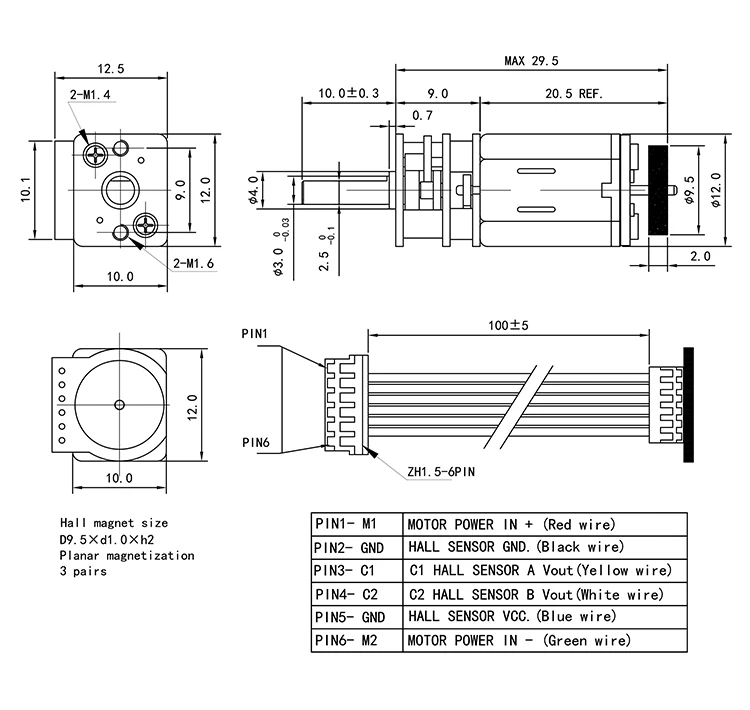 12.5
2-M1.4
10.1
9.0
12.0
2-M1.6
10.0
MAX 29.5
10.0±0.3
9.0
20.5 REF.
0.7
ϕ4.0
ϕ3.0 0 -0.03
2.5 0 -0.1
ϕ9.5
ϕ12.0
2.0
12.0
10.0
PIN1
100±5
PIN6
ZH1.5-6PIN
Hall magnet size
D9.5×d1.0×h2
Planar magnetization
3 pairs
PIN1- M1 MOTOR POWER IN + (Red wire)
PIN2- GND HALL SENSOR GND. (Black wire)
PIN3- C1 C1 HALL SENSOR A Vout(Yellow wire)
PIN4- C2 C2 HALL SENSOR B Vout(White wire)
PIN5- GND HALL SENSOR VCC. (Blue wire)
PIN6- M2 MOTOR POWER IN - (Green wire)